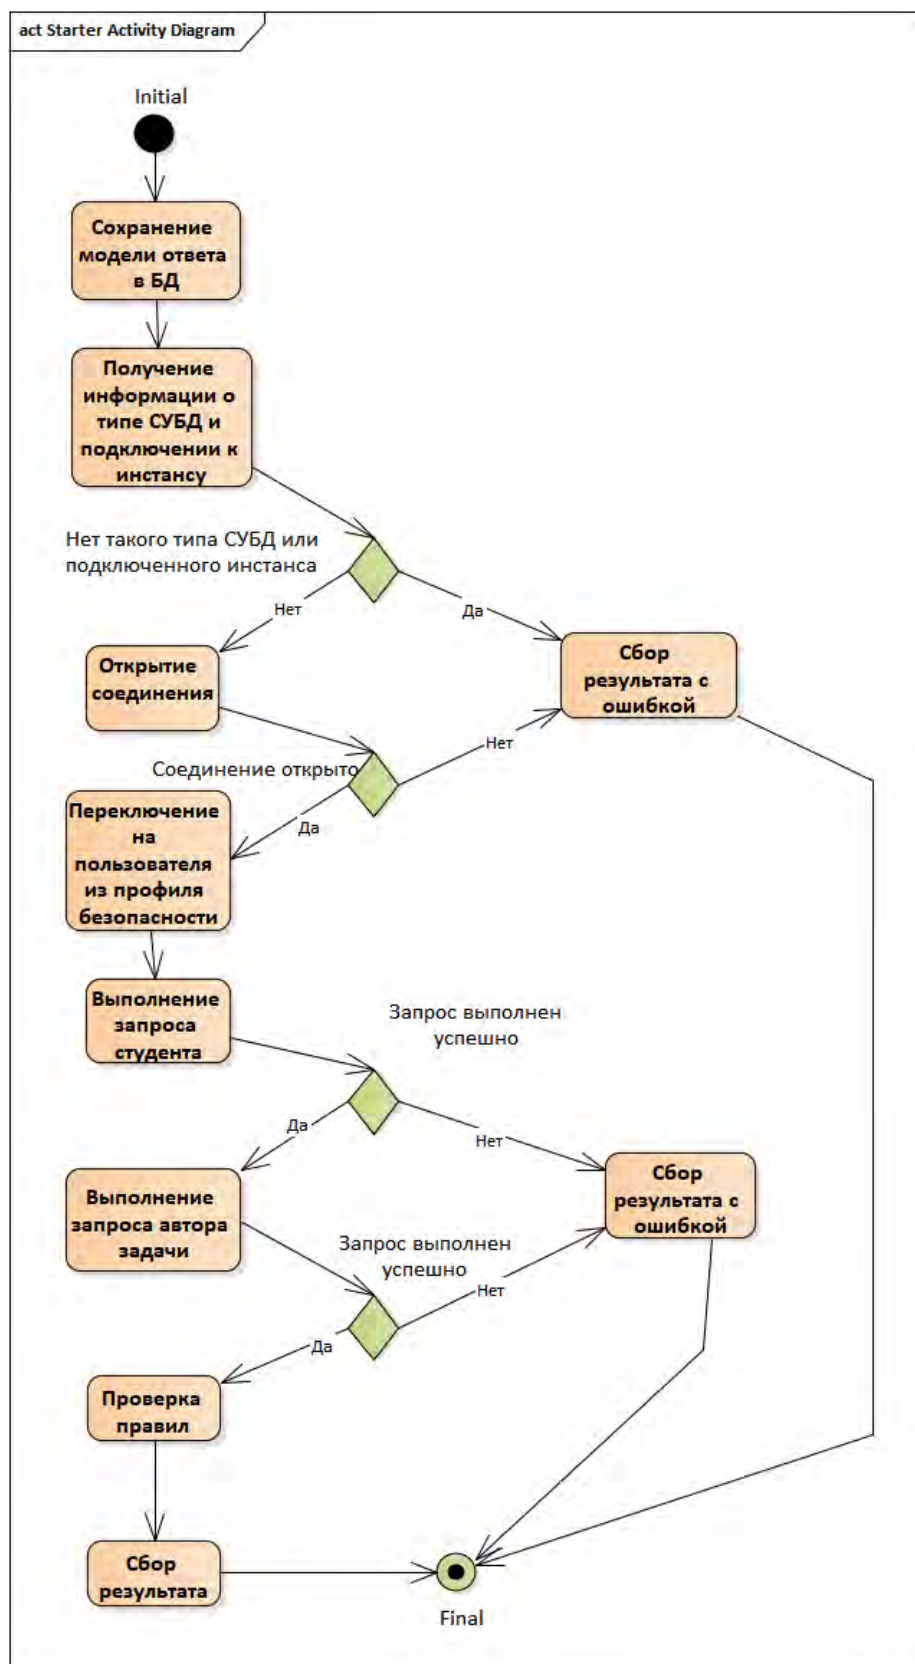 act Starter Activity Diagram
Initial
Сохранение
модели ответа
в БД
Получение
информации о
типе СУБД и
подключении к
инстансу
Нет такого типа СУБД или
подключенного инстанса
Нет
Да
Открытие
соединения
Сбор
результата с
ошибкой
Соединение открыто
Нет
Да
Переключение
на
пользователя
из профиля
безопасности
Выполнение
запроса
студента
Запрос выполнен
успешно
Да
Нет
Выполнение
запроса автора
задачи
Сбор
результата с
ошибкой
Запрос выполнен
успешно
Нет
Да
Проверка
правил
Сбор
результата
Final